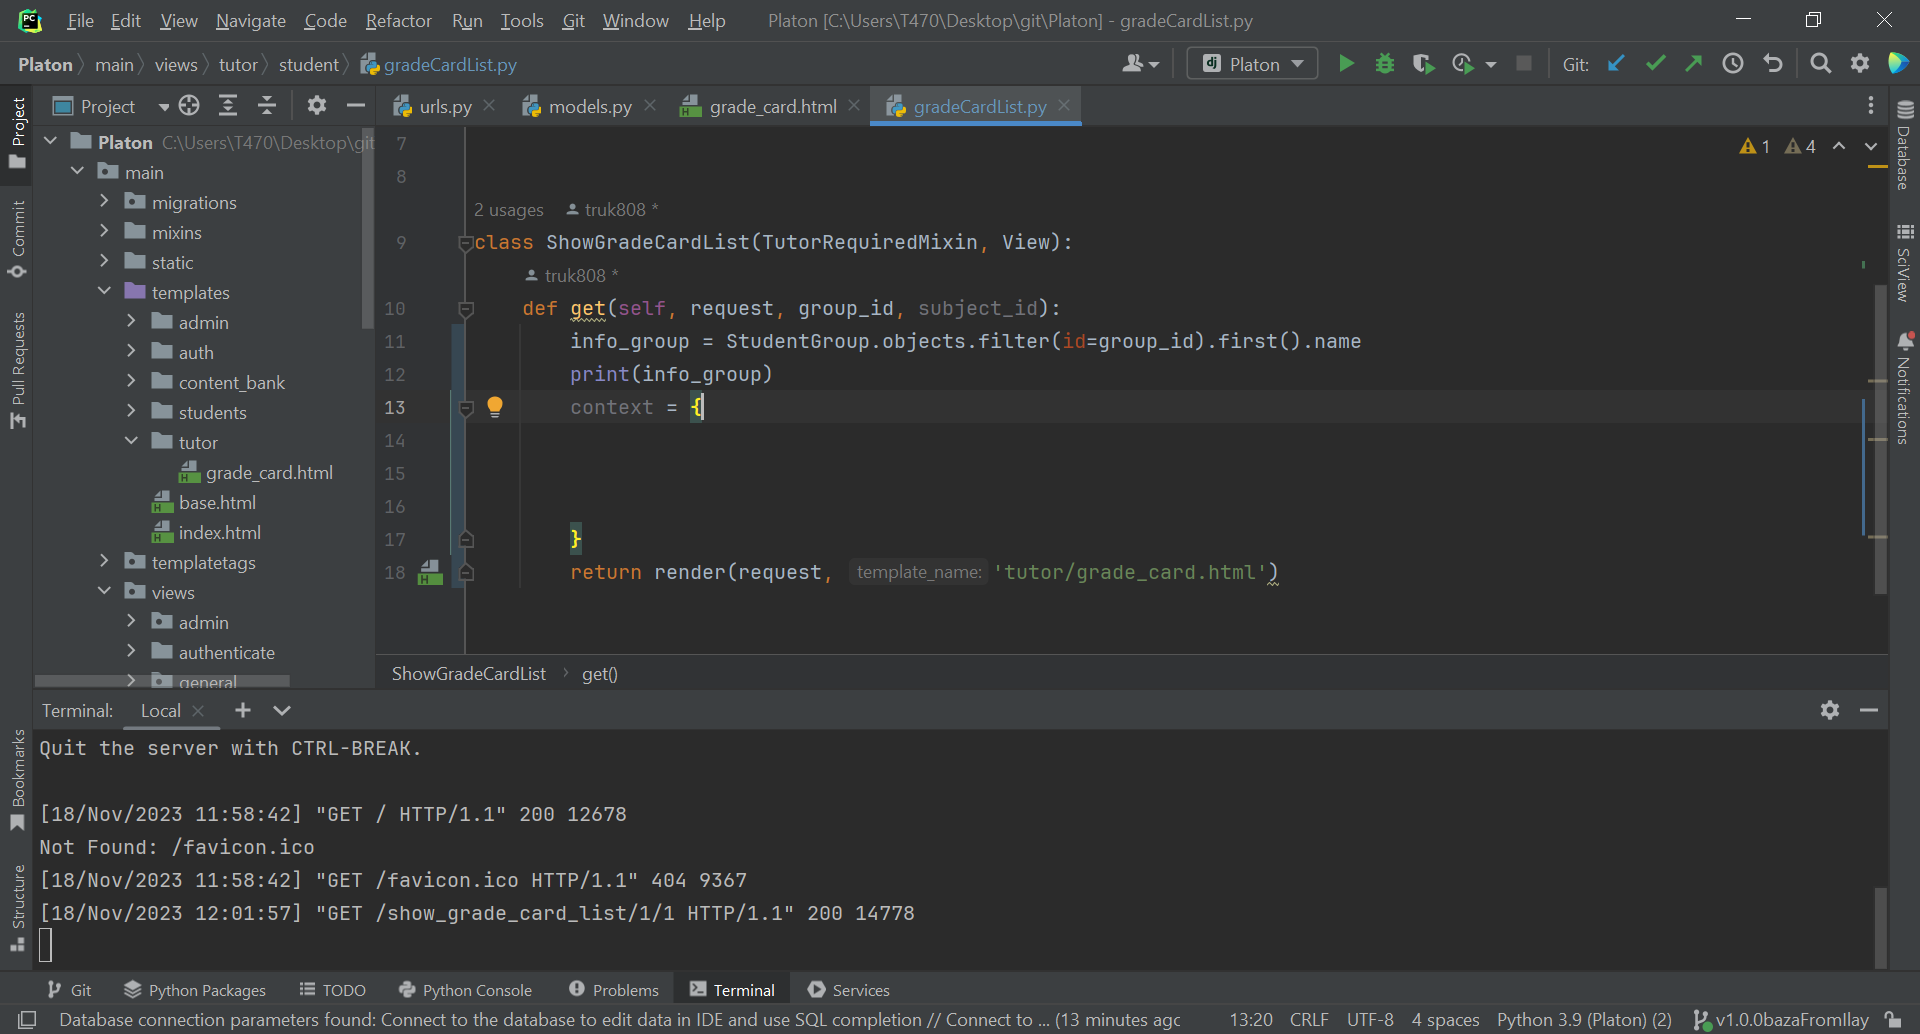 File Edit View Navigate Code Refactor Run Tools Git Window Help Platon [C:\Users\T470\Desktop\git\Platon] - gradeCardList.py
Platon main views tutor student gradeCardList.py dj Platon Git:
Project urls.py models.py grade_card.html gradeCardList.py
Project
Commit
Pull Requests
Bookmarks
Structure
Platon C:\Users\T470\Desktop\git
main
migrations
mixins
static
templates
admin
auth
content_bank
students
tutor
grade_card.html
base.html
index.html
templatetags
views
admin
authenticate
general
1 4
7
8
2 usages truk808 *
9 class ShowGradeCardList(TutorRequiredMixin, View):
truk808 *
10 def get(self, request, group_id, subject_id):
11 info_group = StudentGroup.objects.filter(id=group_id).first().name
12 print(info_group)
13 context = {
14
15
16
17 }
18 return render(request, template_name: 'tutor/grade_card.html')
ShowGradeCardList get()
Database
SciView
Notifications
Terminal: Local
Quit the server with CTRL-BREAK.
[18/Nov/2023 11:58:42] "GET / HTTP/1.1" 200 12678
Not Found: /favicon.ico
[18/Nov/2023 11:58:42] "GET /favicon.ico HTTP/1.1" 404 9367
[18/Nov/2023 12:01:57] "GET /show_grade_card_list/1/1 HTTP/1.1" 200 14778
Git Python Packages TODO Python Console Problems Terminal Services
Database connection parameters found: Connect to the database to edit data in IDE and use SQL completion // Connect to ... (13 minutes agc 13:20 CRLF UTF-8 4 spaces Python 3.9 (Platon) (2) v1.0.0bazaFromIlay